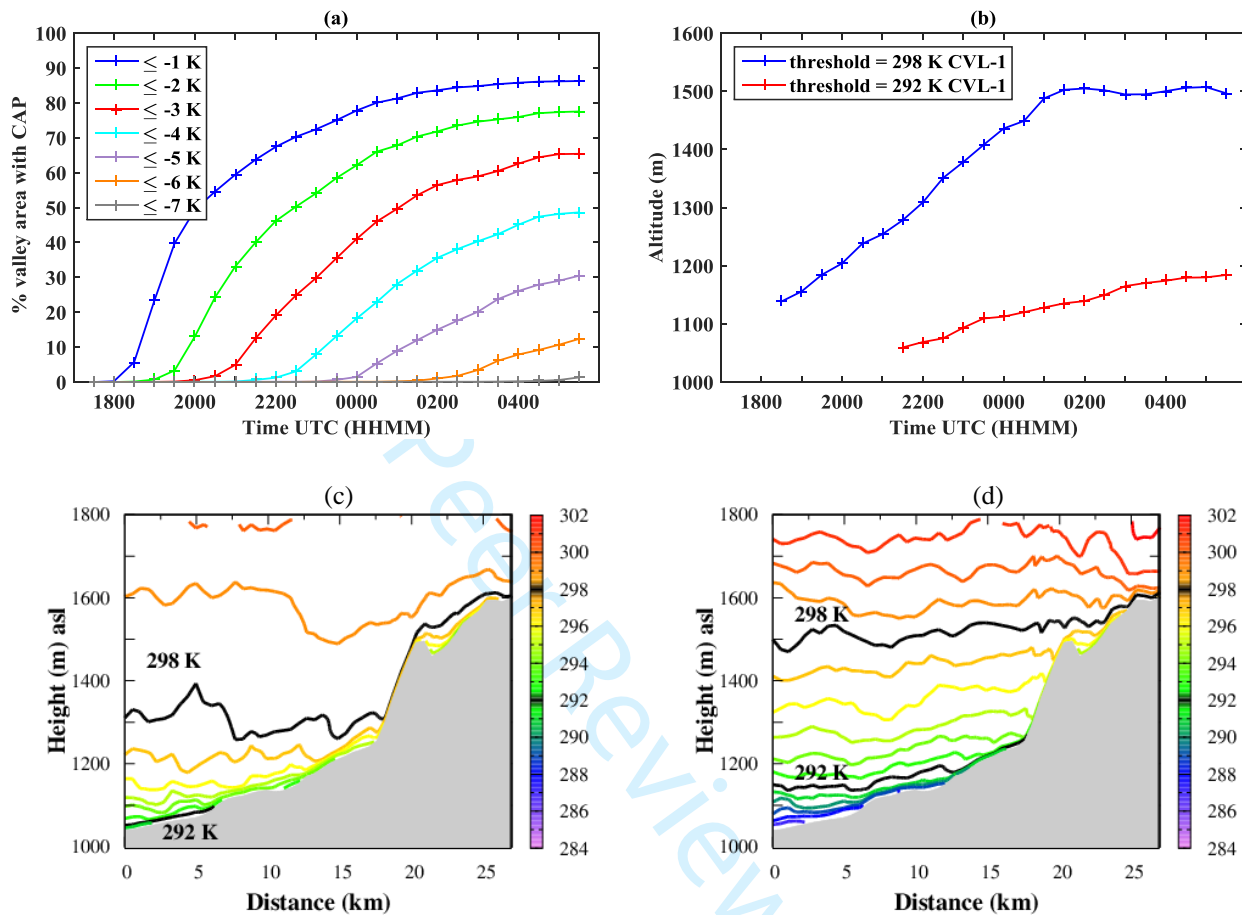 (a)
100
90
80
70
60
50
40
30
20
10
0
% valley area with CAP
≤ -1 K
≤ -2 K
≤ -3 K
≤ -4 K
≤ -5 K
≤ -6 K
≤ -7 K
1800 2000 2200 0000 0200 0400
Time UTC (HHMM)
(b)
1600
1500
1400
1300
1200
1100
1000
Altitude (m)
threshold = 298 K CVL-1
threshold = 292 K CVL-1
1800 2000 2200 0000 0200 0400
Time UTC (HHMM)
(c)
1800
1600
1400
1200
1000
Height (m) asl
298 K
292 K
0 5 10 15 20 25
Distance (km)
302
300
298
296
294
292
290
288
286
284
(d)
1800
1600
1400
1200
1000
Height (m) asl
298 K
292 K
0 5 10 15 20 25
Distance (km)
302
300
298
296
294
292
290
288
286
284
Peer Review